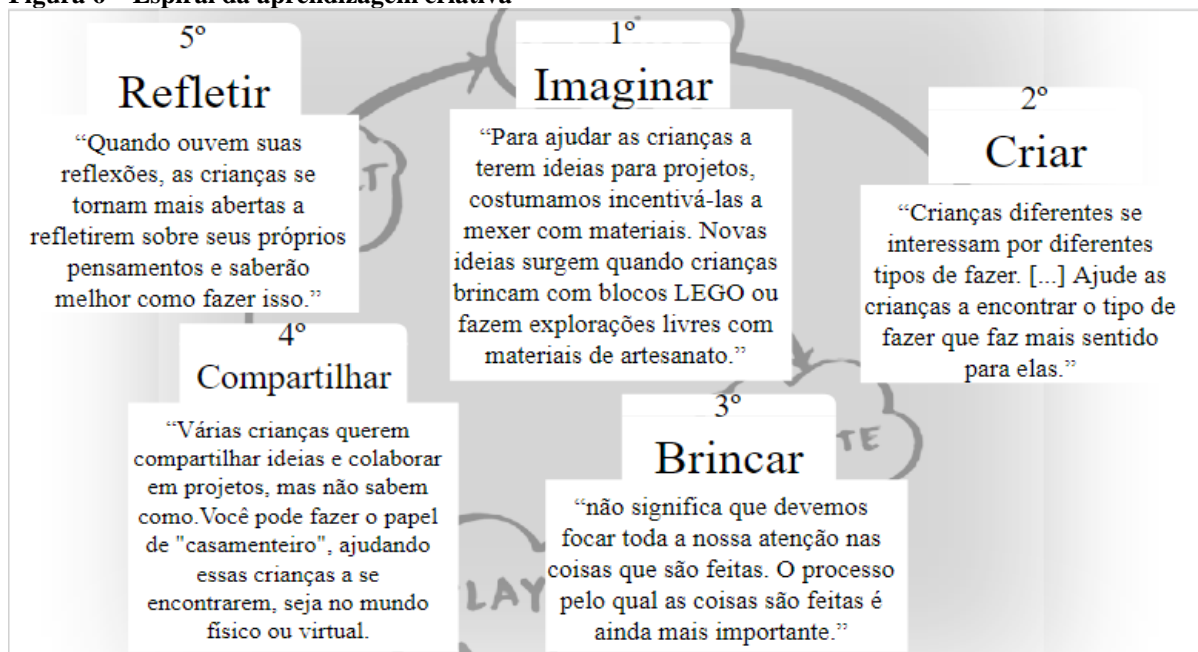 Figura 6 – Espiral da aprendizagem criativa
1º
Imaginar
“Para ajudar as crianças a
terem ideias para projetos,
costumamos incentivá-las a
mexer com materiais. Novas
ideias surgem quando crianças
brincam com blocos LEGO ou
fazem explorações livres com
materiais de artesanato.”
2º
Criar
“Crianças diferentes se
interessam por diferentes
tipos de fazer. [...] Ajude as
crianças a encontrar o tipo de
fazer que faz mais sentido
para elas.”
3º
Brincar
“não significa que devemos
focar toda a nossa atenção nas
coisas que são feitas. O processo
pelo qual as coisas são feitas é
ainda mais importante.”
4º
Compartilhar
“Várias crianças querem
compartilhar ideias e colaborar
em projetos, mas não sabem
como.Você pode fazer o papel
de "casamenteiro", ajudando
essas crianças a se
encontrarem, seja no mundo
físico ou virtual.
5º
Refletir
“Quando ouvem suas
reflexões, as crianças se
tornam mais abertas a
refletirem sobre seus próprios
pensamentos e saberão
melhor como fazer isso.”
LAY
TE